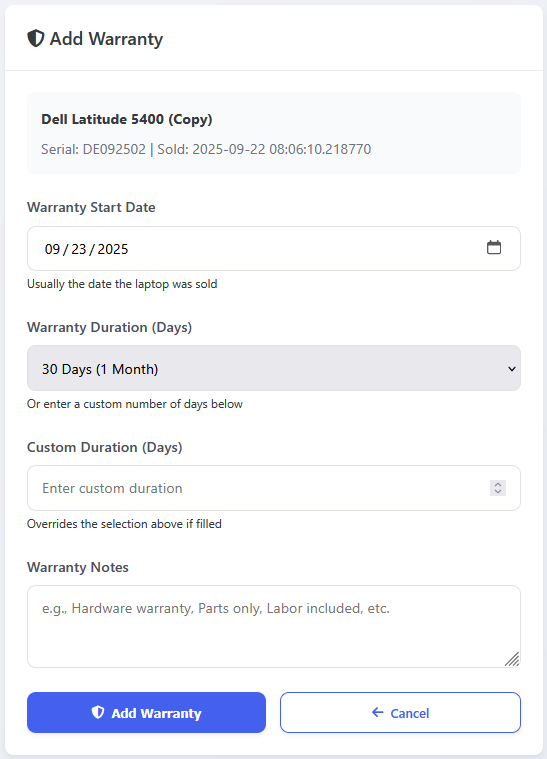 Add Warranty
Dell Latitude 5400 (Copy)
Serial: DE092502 | Sold: 2025-09-22 08:06:10.218770
Warranty Start Date
09 / 23 / 2025
Usually the date the laptop was sold
Warranty Duration (Days)
30 Days (1 Month)
Or enter a custom number of days below
Custom Duration (Days)
Enter custom duration
Overrides the selection above if filled
Warranty Notes
e.g., Hardware warranty, Parts only, Labor included, etc.
Add Warranty
Cancel